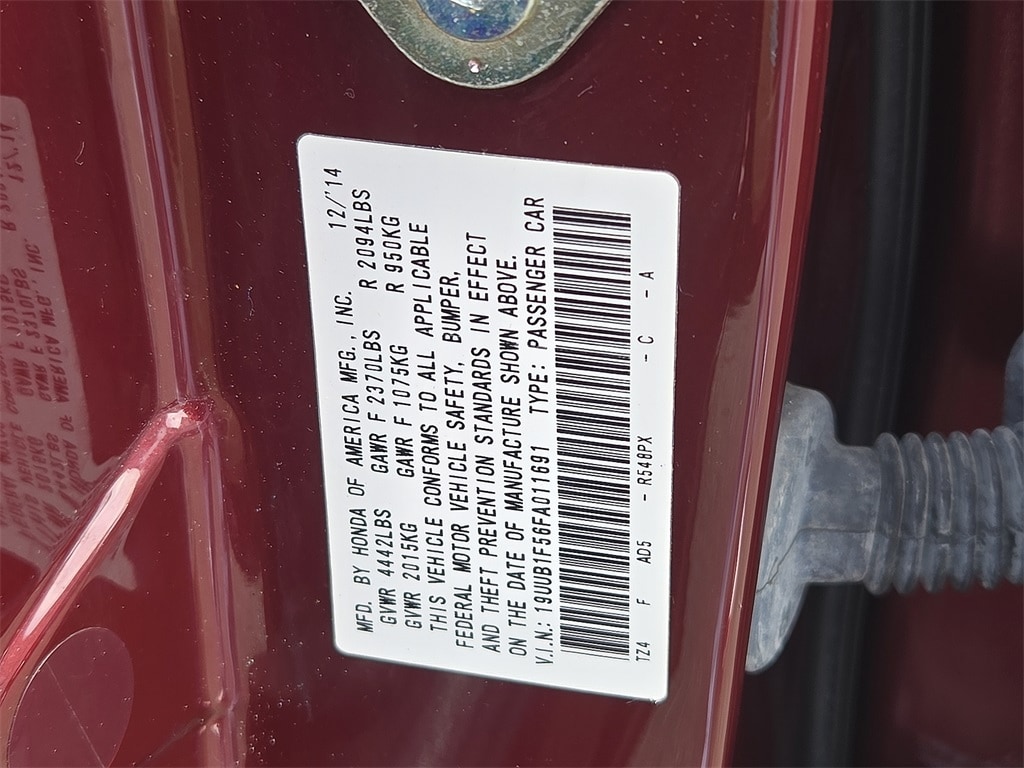 MFD. BY HONDA OF AMERICA MFG., INC. 12/'14
GVWR 4442LBS GAWR F 2370LBS R 2094LBS
GVWR 2015KG GAWR F 1075KG R 950KG
THIS VEHICLE CONFORMS TO ALL APPLICABLE
FEDERAL MOTOR VEHICLE SAFETY, BUMPER,
AND THEFT PREVENTION STANDARDS IN EFFECT
ON THE DATE OF MANUFACTURE SHOWN ABOVE.
V.I.N.: 19UUB1F56FA011691 TYPE: PASSENGER CAR
TZ4 F AD5 - R548PX - C - A